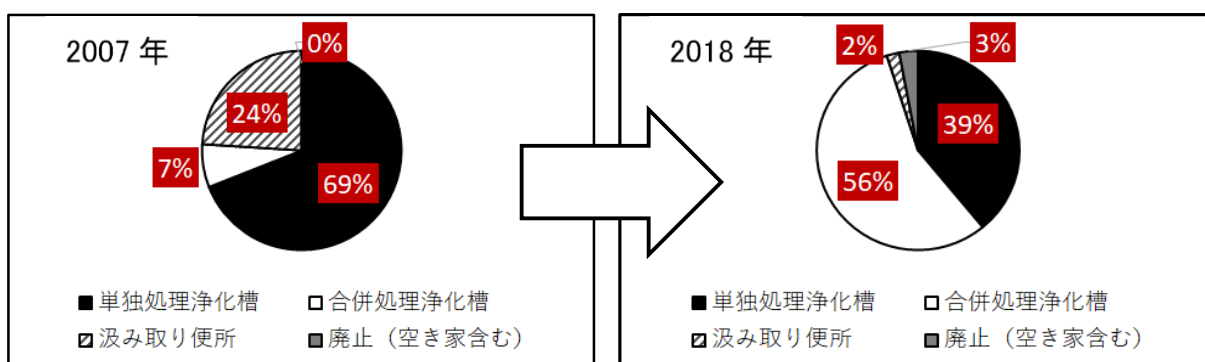 2007 年
0%
24%
7%
69%
■単独処理浄化槽 □合併処理浄化槽
汲み取り便所 ■廃止（空き家含む）
2018 年
2%
3%
39%
56%
■単独処理浄化槽 □合併処理浄化槽
汲み取り便所 ■廃止（空き家含む）